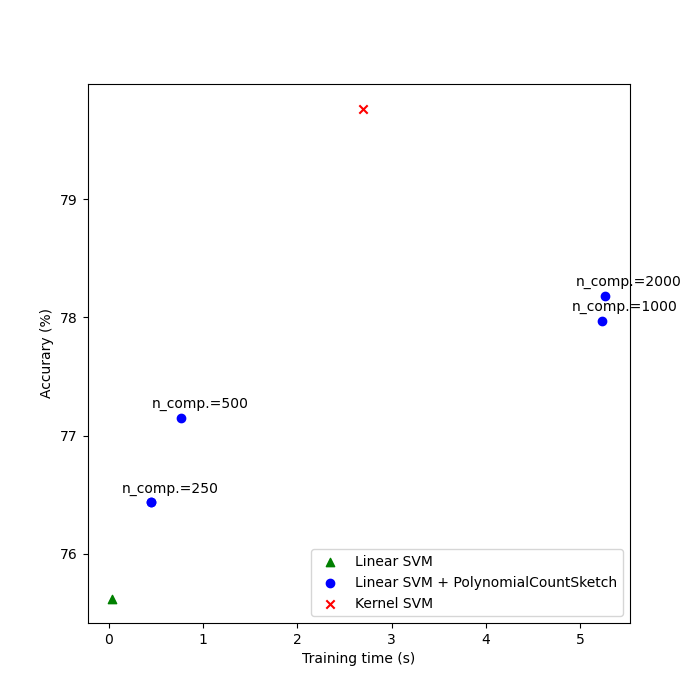 79
78
77
76
Accurary (%)
n_comp.=2000
n_comp.=1000
n_comp.=500
n_comp.=250
Linear SVM
Linear SVM + PolynomialCountSketch
Kernel SVM
0 1 2 3 4 5
Training time (s)